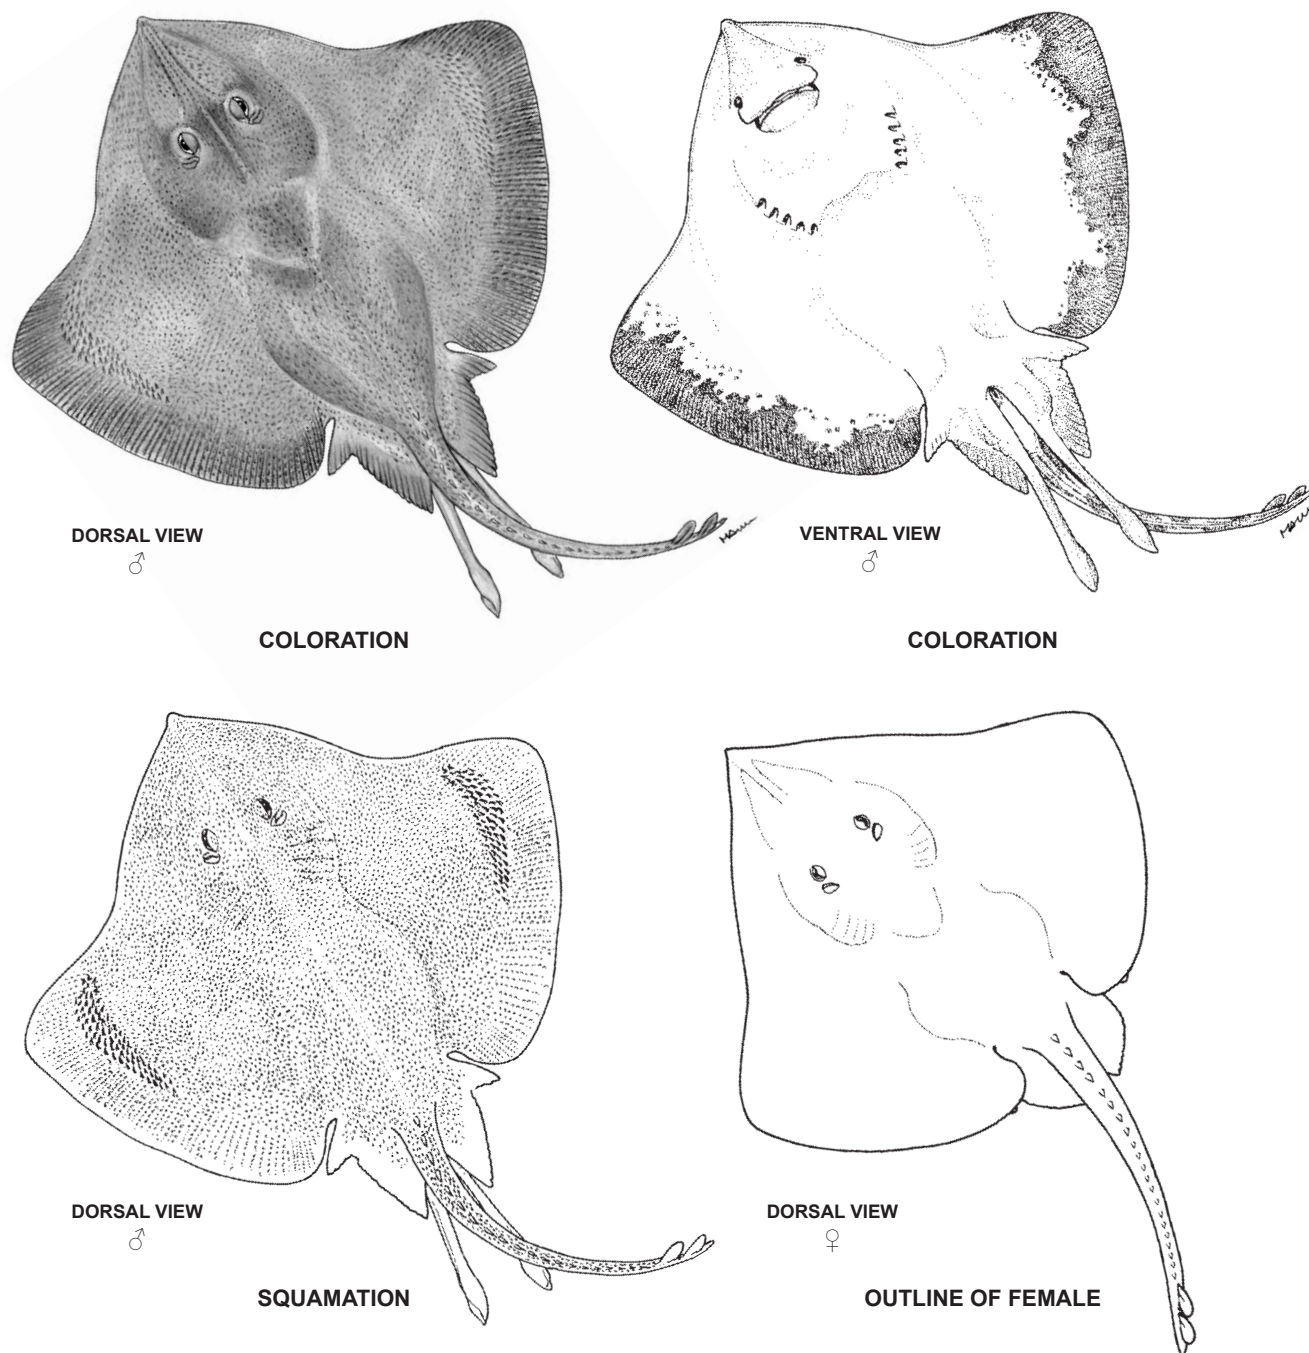 DORSAL VIEW
♂
COLORATION
VENTRAL VIEW
♂
COLORATION
DORSAL VIEW
♂
SQUAMATION
DORSAL VIEW
♀
OUTLINE OF FEMALE